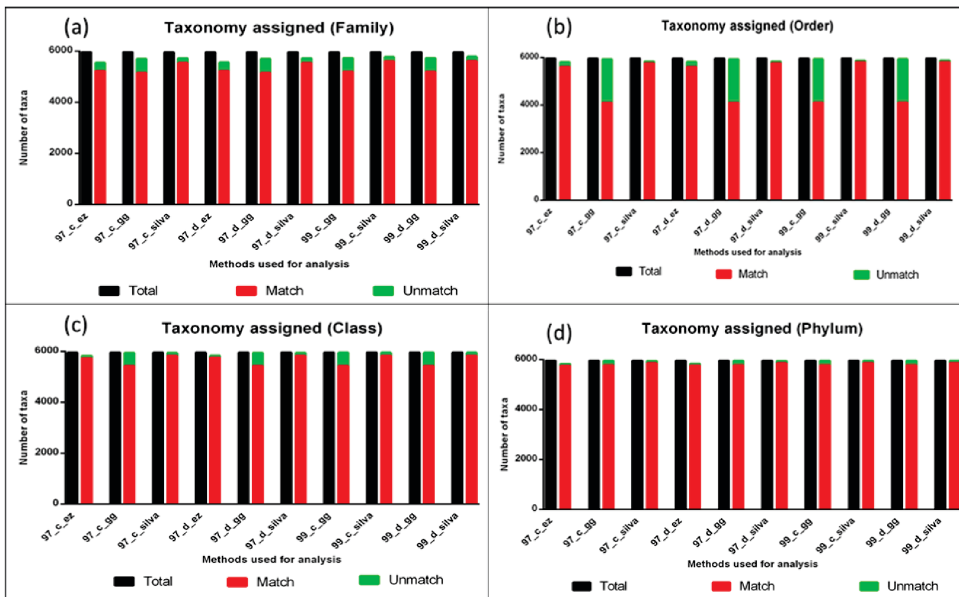 (a)
Taxonomy assigned (Family)
6000
4000
2000
0
Number of taxa
97_c_ez
97_c_gg
97_c_silva
97_d_ez
97_d_gg
97_d_silva
99_c_gg
99_c_silva
99_d_gg
99_d_silva
Methods used for analysis
Total Match Unmatch
(b)
Taxonomy assigned (Order)
6000
4000
2000
0
Number of taxa
97_c_ez
97_c_gg
97_c_silva
97_d_ez
97_d_gg
97_d_silva
99_c_gg
99_c_silva
99_d_gg
99_d_silva
Methods used for analysis
Total Match Unmatch
(c)
Taxonomy assigned (Class)
6000
4000
2000
0
Number of taxa
97_c_ez
97_c_gg
97_c_silva
97_d_ez
97_d_gg
97_d_silva
99_c_gg
99_c_silva
99_d_gg
99_d_silva
Methods used for analysis
Total Match Unmatch
(d)
Taxonomy assigned (Phylum)
6000
4000
2000
0
Number of taxa
97_c_ez
97_c_gg
97_c_silva
97_d_ez
97_d_gg
97_d_silva
99_c_gg
99_c_silva
99_d_gg
99_d_silva
Methods used for analysis
Total Match Unmatch